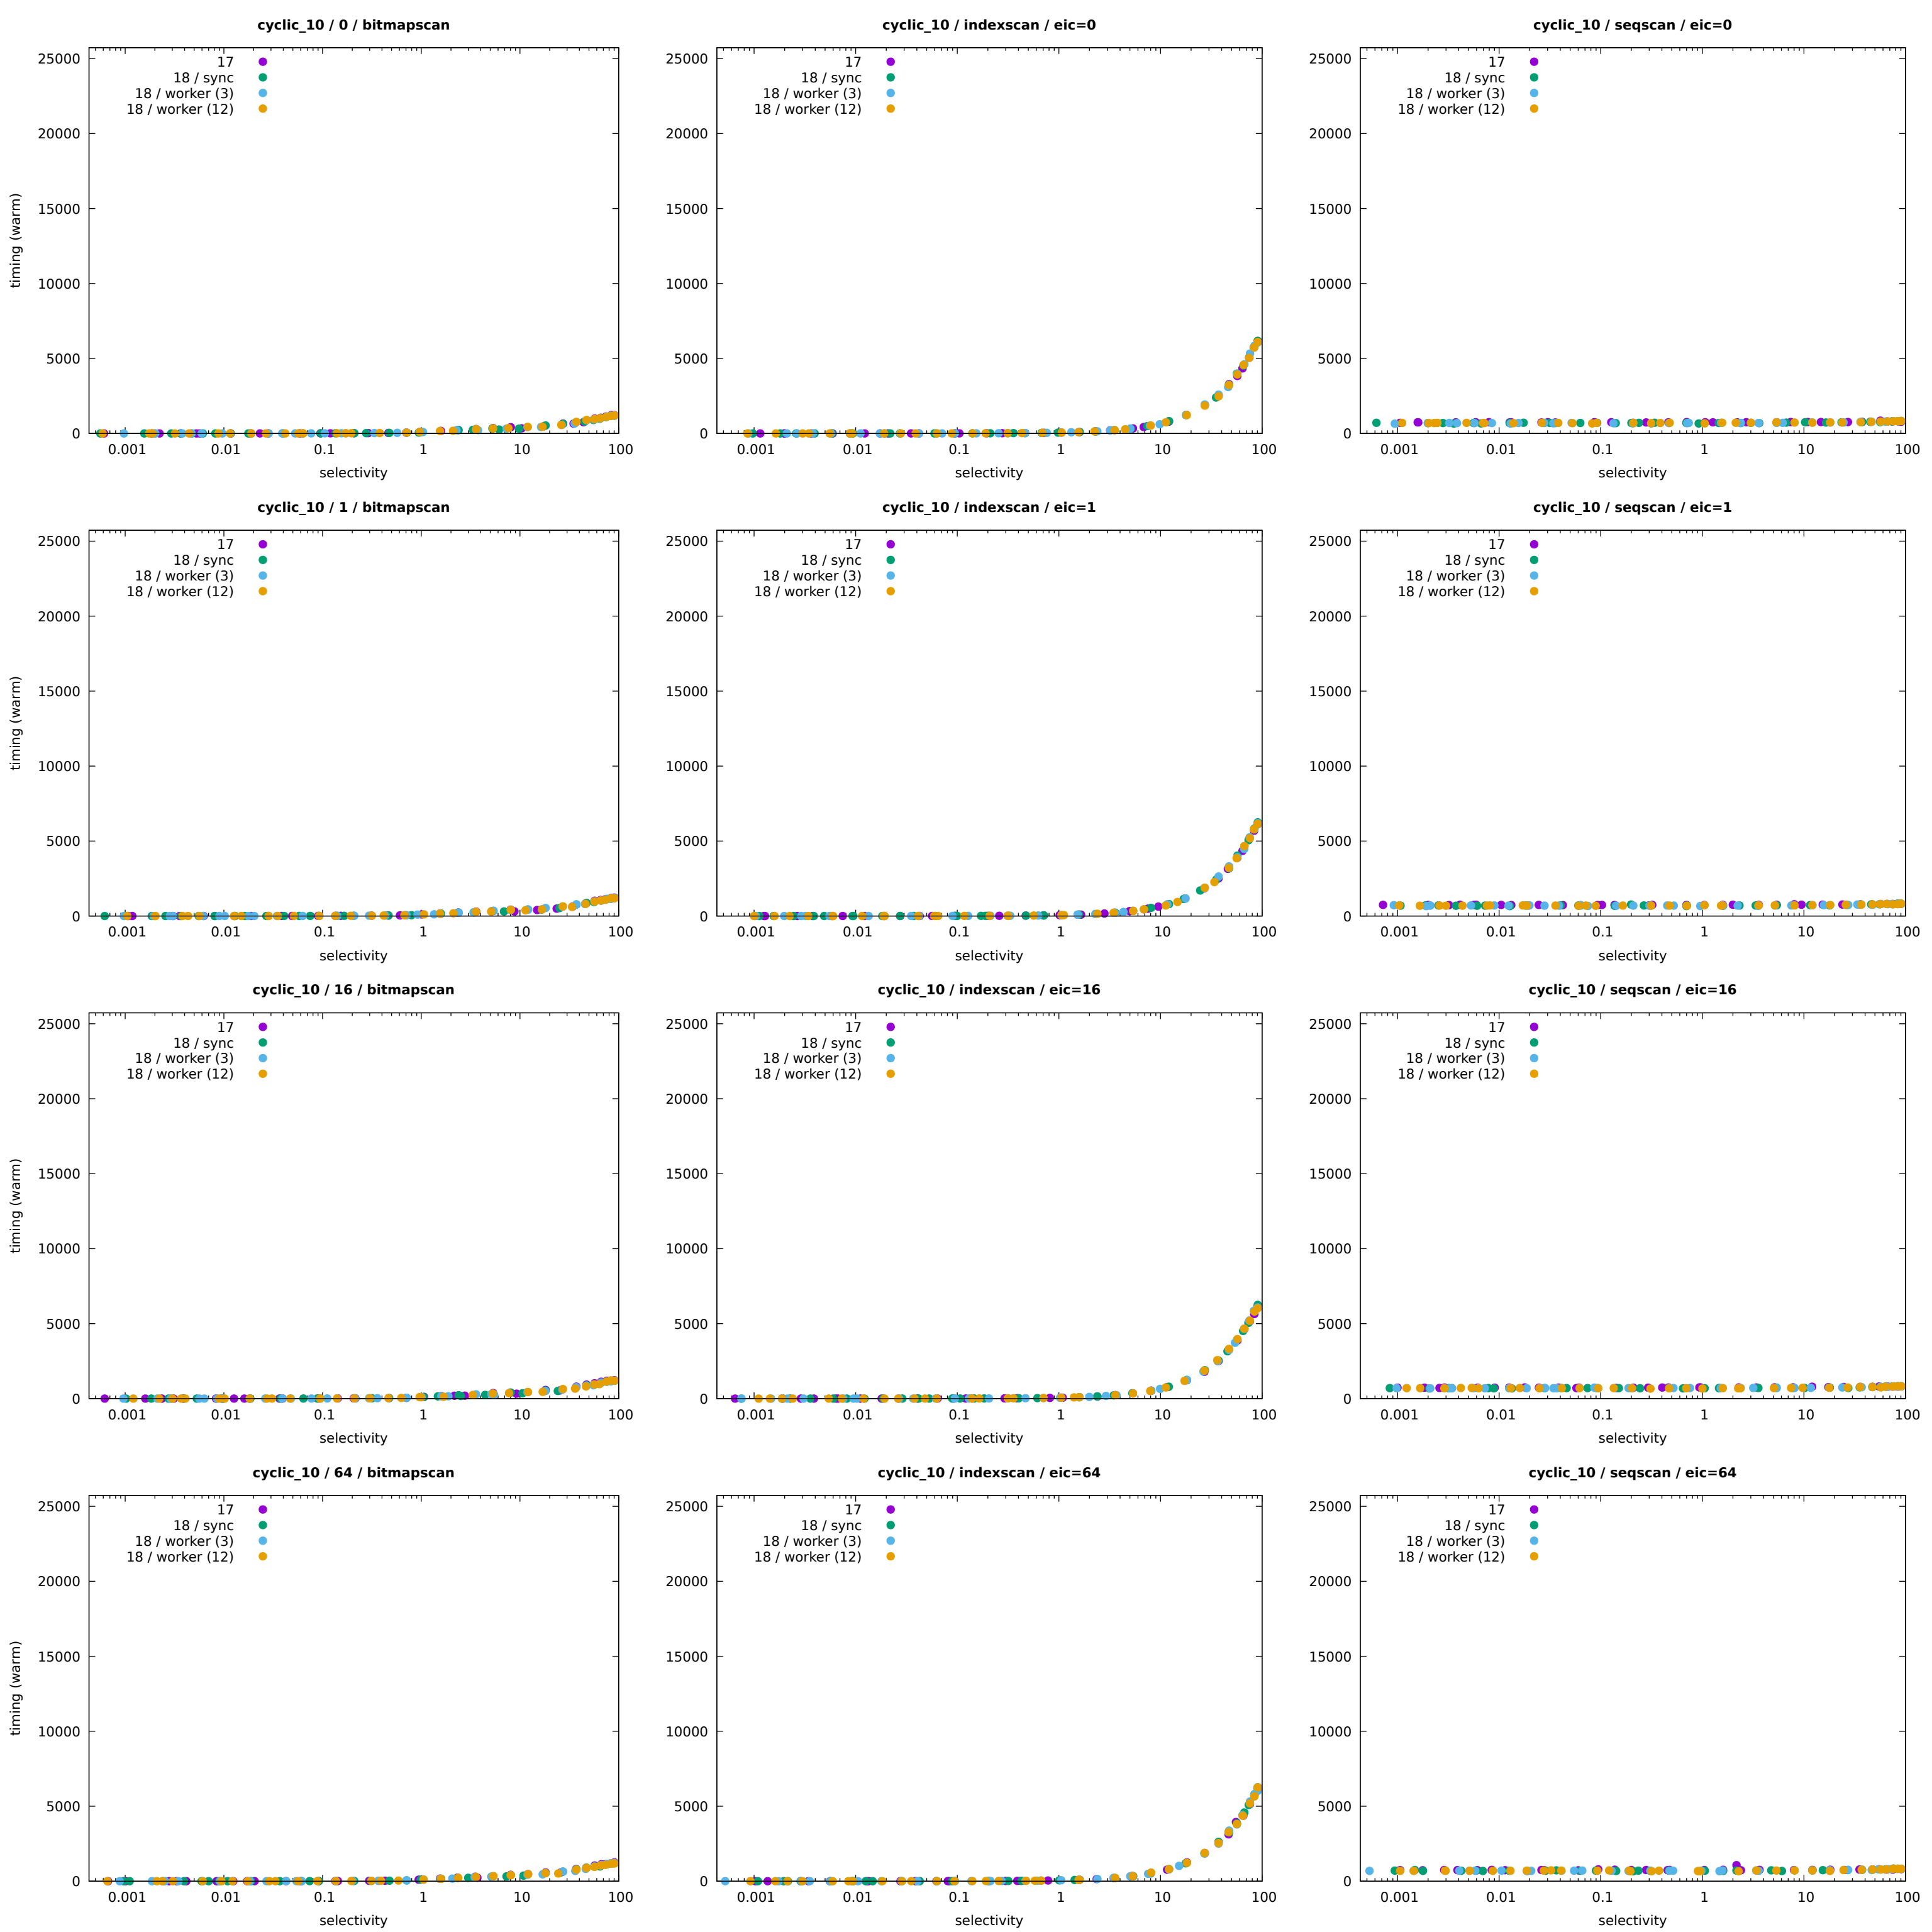 cyclic_10 / 0 / bitmapscan
17
18 / sync
18 / worker (3)
18 / worker (12)
25000
20000
15000
10000
5000
0
timing (warm)
0.001 0.01 0.1 1 10 100
selectivity
cyclic_10 / indexscan / eic=0
17
18 / sync
18 / worker (3)
18 / worker (12)
25000
20000
15000
10000
5000
0
0.001 0.01 0.1 1 10 100
selectivity
cyclic_10 / seqscan / eic=0
17
18 / sync
18 / worker (3)
18 / worker (12)
25000
20000
15000
10000
5000
0
0.001 0.01 0.1 1 10 100
selectivity
cyclic_10 / 1 / bitmapscan
17
18 / sync
18 / worker (3)
18 / worker (12)
25000
20000
15000
10000
5000
0
timing (warm)
0.001 0.01 0.1 1 10 100
selectivity
cyclic_10 / indexscan / eic=1
17
18 / sync
18 / worker (3)
18 / worker (12)
25000
20000
15000
10000
5000
0
0.001 0.01 0.1 1 10 100
selectivity
cyclic_10 / seqscan / eic=1
17
18 / sync
18 / worker (3)
18 / worker (12)
25000
20000
15000
10000
5000
0
0.001 0.01 0.1 1 10 100
selectivity
cyclic_10 / 16 / bitmapscan
17
18 / sync
18 / worker (3)
18 / worker (12)
25000
20000
15000
10000
5000
0
timing (warm)
0.001 0.01 0.1 1 10 100
selectivity
cyclic_10 / indexscan / eic=16
17
18 / sync
18 / worker (3)
18 / worker (12)
25000
20000
15000
10000
5000
0
0.001 0.01 0.1 1 10 100
selectivity
cyclic_10 / seqscan / eic=16
17
18 / sync
18 / worker (3)
18 / worker (12)
25000
20000
15000
10000
5000
0
0.001 0.01 0.1 1 10 100
selectivity
cyclic_10 / 64 / bitmapscan
17
18 / sync
18 / worker (3)
18 / worker (12)
25000
20000
15000
10000
5000
0
timing (warm)
0.001 0.01 0.1 1 10 100
selectivity
cyclic_10 / indexscan / eic=64
17
18 / sync
18 / worker (3)
18 / worker (12)
25000
20000
15000
10000
5000
0
0.001 0.01 0.1 1 10 100
selectivity
cyclic_10 / seqscan / eic=64
17
18 / sync
18 / worker (3)
18 / worker (12)
25000
20000
15000
10000
5000
0
0.001 0.01 0.1 1 10 100
selectivity